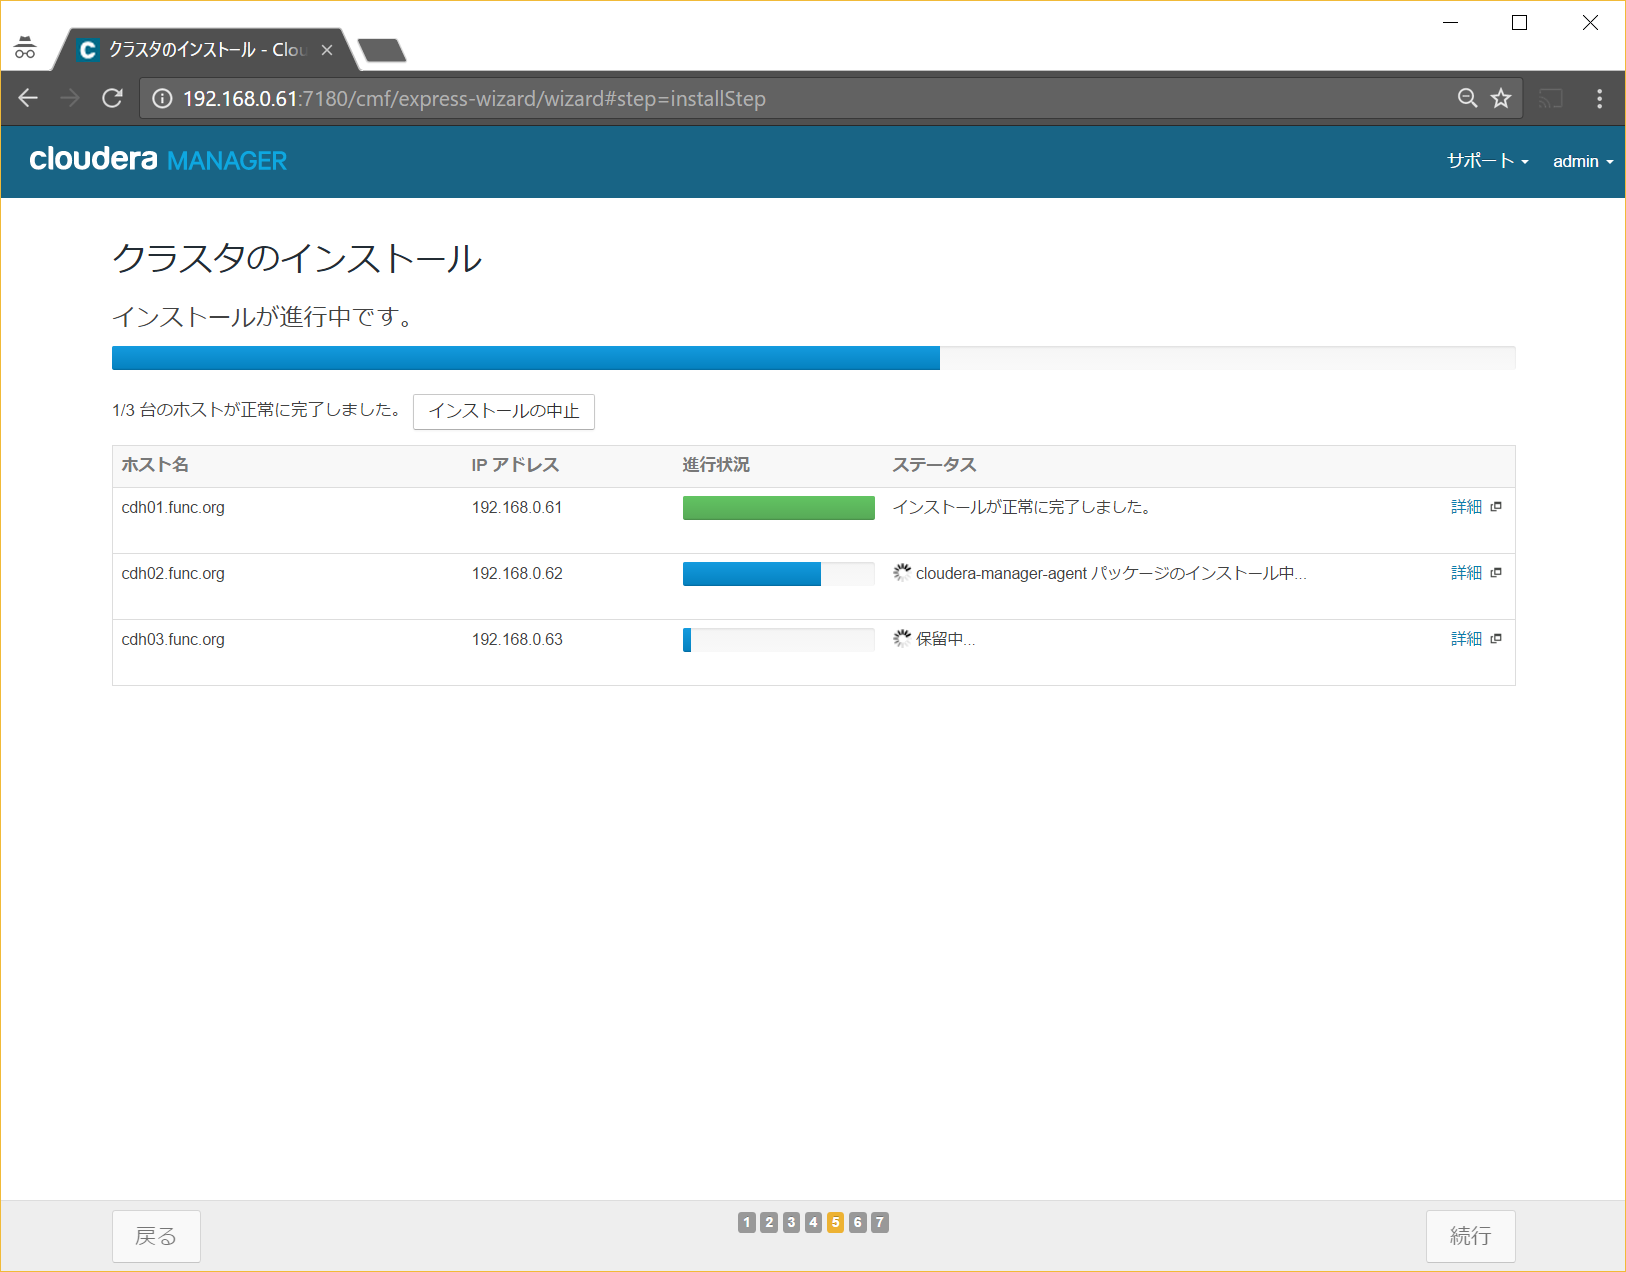 クラスタのインストール - Clou
192.168.0.61:7180/cmf/express-wizard/wizard#step=installStep
cloudera MANAGER
サポート admin
クラスタのインストール
インストールが進行中です。
1/3 台のホストが正常に完了しました。 インストールの中止
ホスト名 IP アドレス 進行状況 ステータス
cdh01.func.org 192.168.0.61 インストールが正常に完了しました。 詳細
cdh02.func.org 192.168.0.62 cloudera-manager-agent パッケージのインストール中... 詳細
cdh03.func.org 192.168.0.63 保留中... 詳細
戻る 1 2 3 4 5 6 7 続行